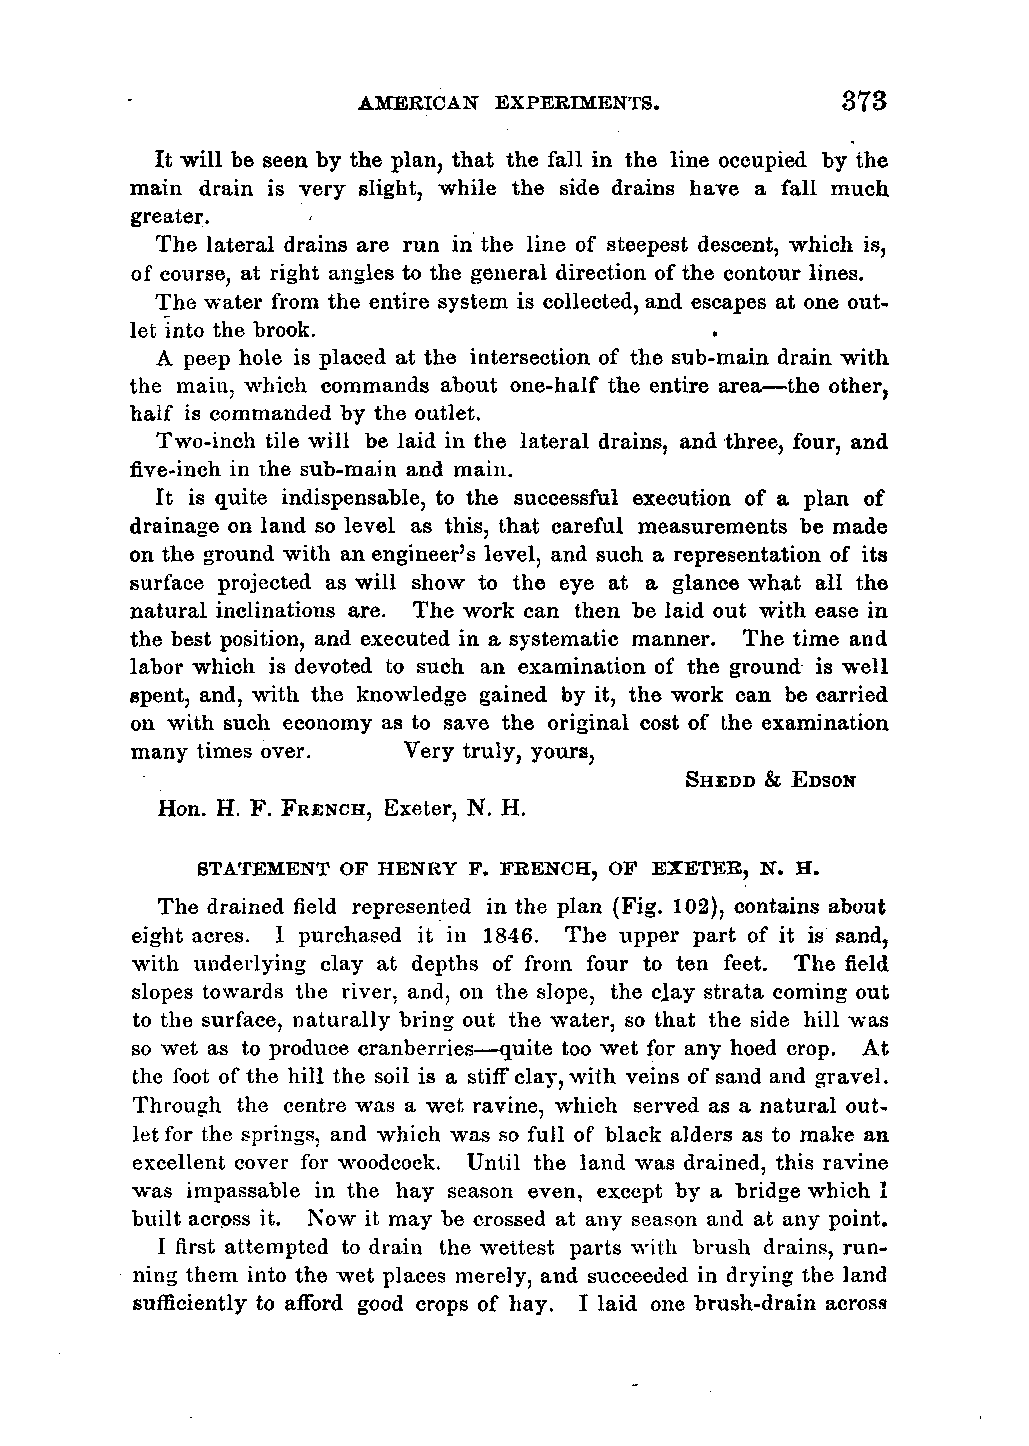 AMERICAN EXPERIMENTS. 373
It will be seen by the plan, that the fall in the line occupied by the
main drain is very slight, while the side drains have a fall much
greater.
The lateral drains are run in the line of steepest descent, which is,
of course, at right angles to the general direction of the contour lines.
The water from the entire system is collected, and escapes at one out-
let into the brook.
A peep hole is placed at the intersection of the sub-main drain with
the main, which commands about one-half the entire area—the other,
half is commanded by the outlet.
Two-inch tile will be laid in the lateral drains, and three, four, and
five-inch in the sub-main and main.
It is quite indispensable, to the successful execution of a plan of
drainage on land so level as this, that careful measurements be made
on the ground with an engineer's level, and such a representation of its
surface projected as will show to the eye at a glance what all the
natural inclinations are. The work can then be laid out with ease in
the best position, and executed in a systematic manner. The time and
labor which is devoted to such an examination of the ground is well
spent, and, with the knowledge gained by it, the work can be carried
on with such economy as to save the original cost of the examination
many times over. Very truly, yours,
SHEDD & EDSON
Hon. H. F. FRENCH, Exeter, N. H.
STATEMENT OF HENRY F. FRENCH, OF EXETER, N. H.
The drained field represented in the plan (Fig. 102), contains about
eight acres. I purchased it in 1846. The upper part of it is sand,
with underlying clay at depths of from four to ten feet. The field
slopes towards the river, and, on the slope, the clay strata coming out
to the surface, naturally bring out the water, so that the side hill was
so wet as to produce cranberries—quite too wet for any hoed crop. At
the foot of the hill the soil is a stiff clay, with veins of sand and gravel.
Through the centre was a wet ravine, which served as a natural out-
let for the springs, and which was so full of black alders as to make an
excellent cover for woodcock. Until the land was drained, this ravine
was impassable in the hay season even, except by a bridge which I
built across it. Now it may be crossed at any season and at any point.
I first attempted to drain the wettest parts with brush drains, run-
ning them into the wet places merely, and succeeded in drying the land
sufficiently to afford good crops of hay. I laid one brush-drain across